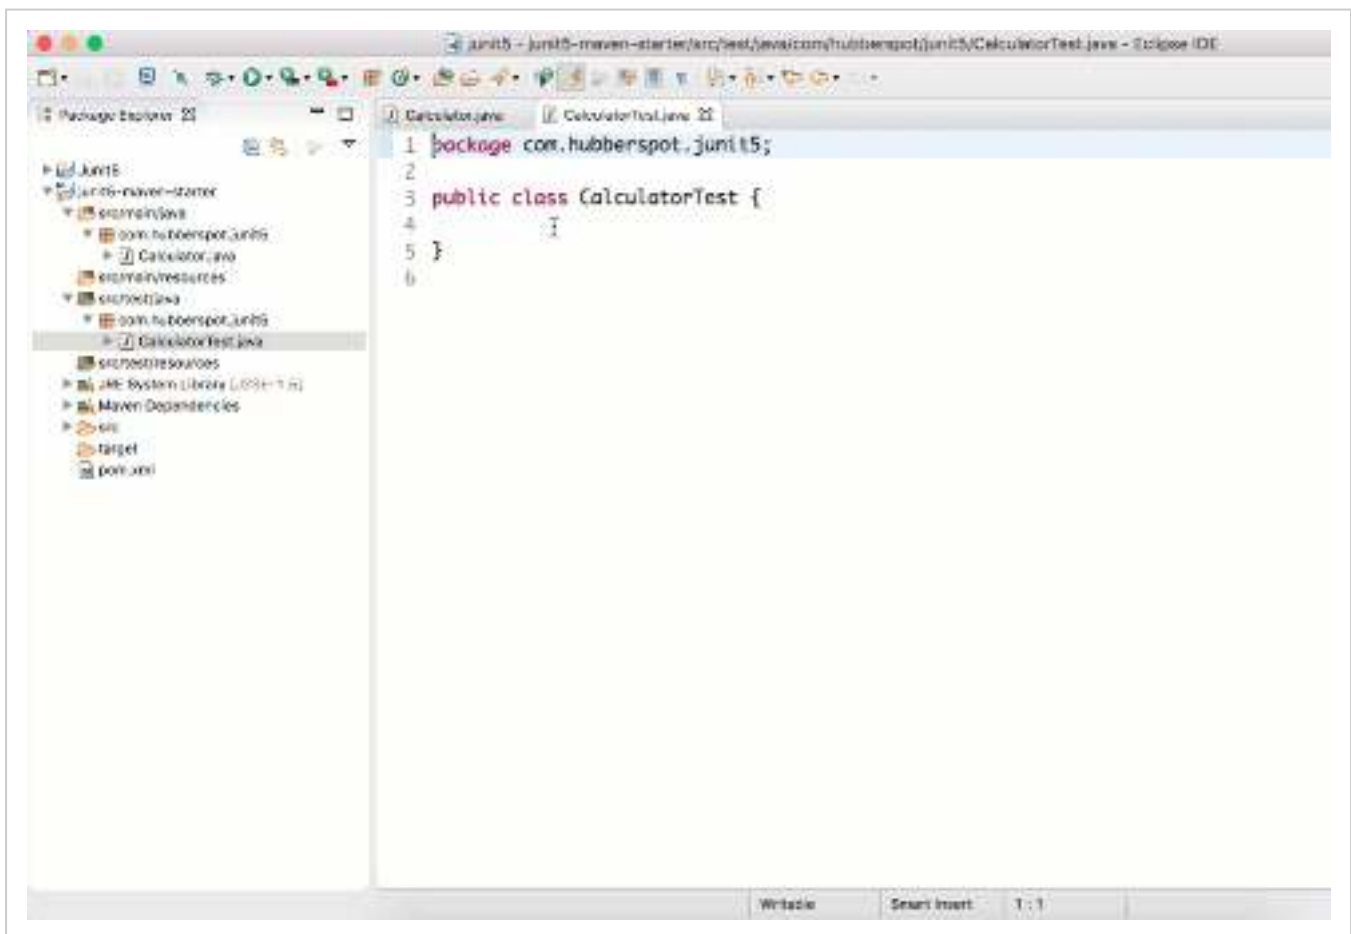 junit5 - junit5-maven-starter/src/test/java/com/hubberspot/junit5/CalculatorTest.java - Eclipse IDE
Package Explorer
Calculator.java
CalculatorTest.java
1 package com.hubberspot.junit5;
2
3 public class CalculatorTest {
4
5 }
6
Junit5
junit5-maven-starter
src/main/java
com.hubberspot.junit5
Calculator.java
src/main/resources
src/test/java
com.hubberspot.junit5
CalculatorTest.java
src/test/resources
JRE System Library
Maven Dependencies
src
target
pom.xml
Writable
Smart Insert
1 : 1